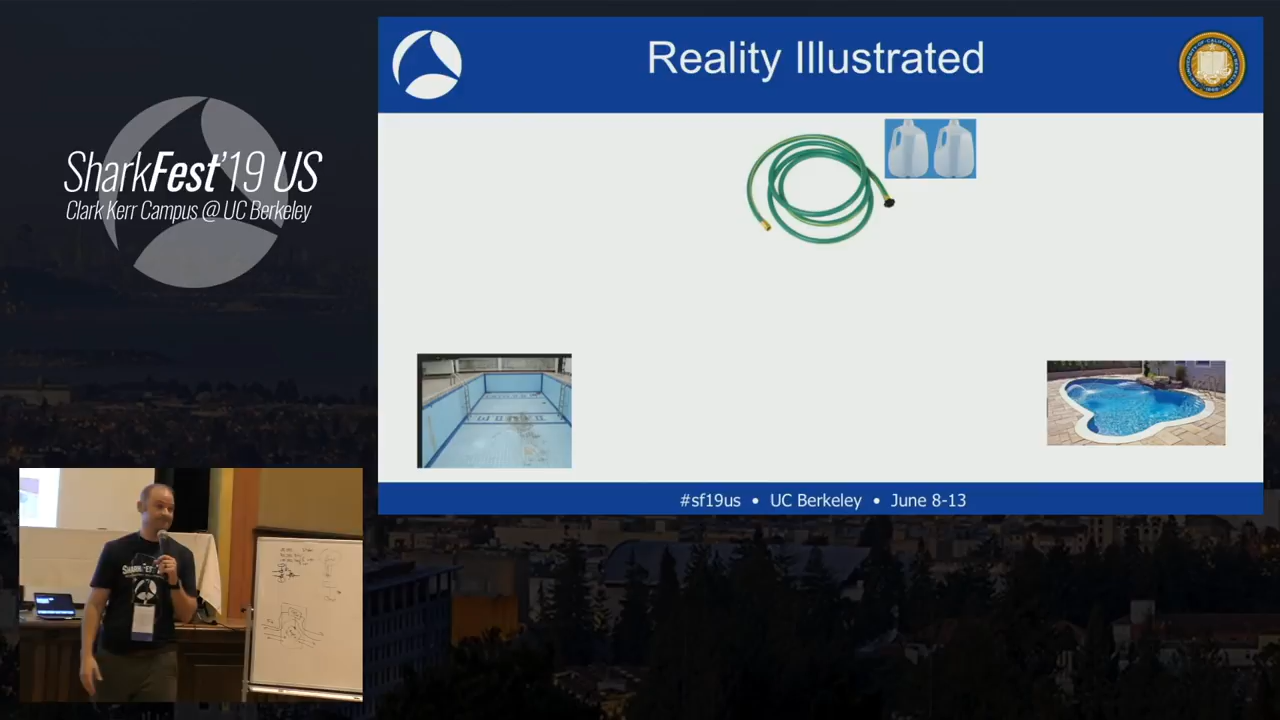 SharkFest'19 US
Clark Kerr Campus @ UC Berkeley
Reality Illustrated
#sf19us • UC Berkeley • June 8-13